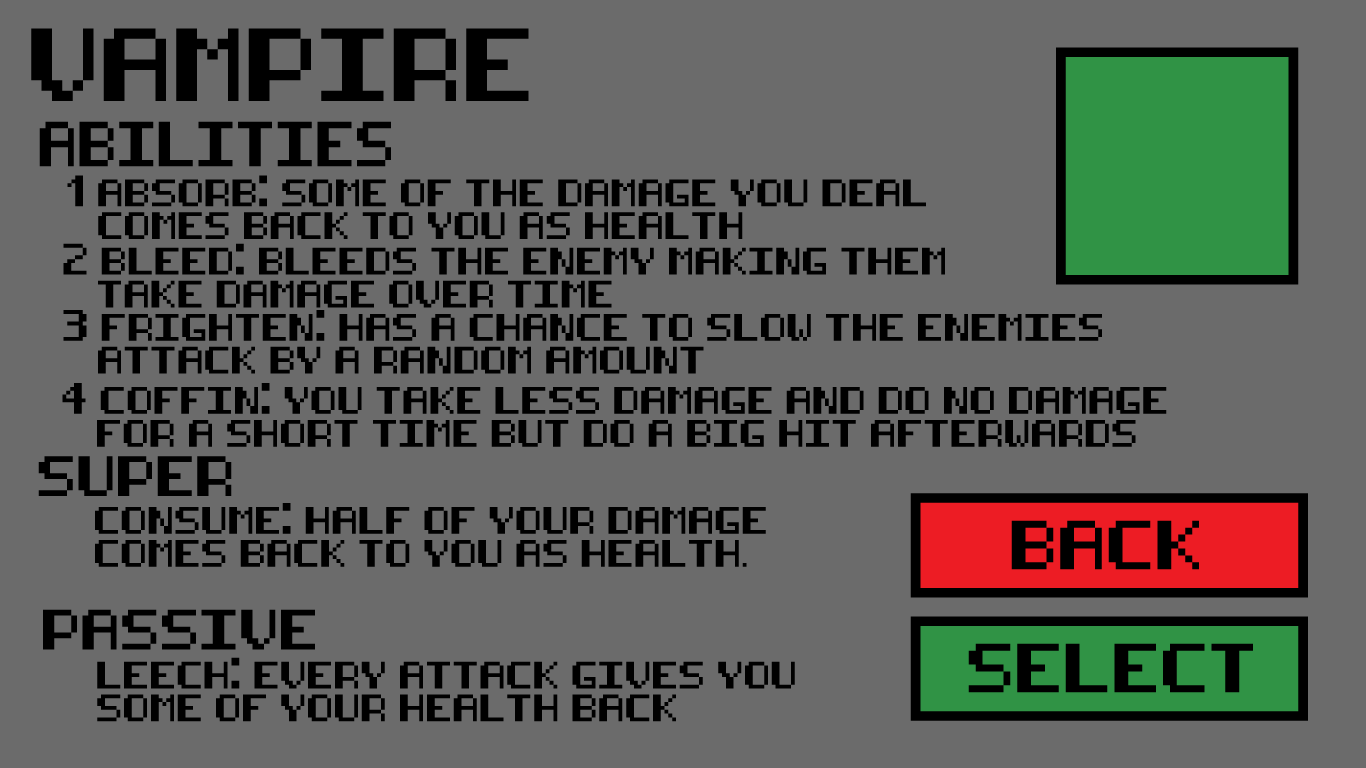 VAMPIRE
ABILITIES
1 ABSORB: SOME OF THE DAMAGE YOU DEAL
COMES BACK TO YOU AS HEALTH
2 BLEED: BLEEDS THE ENEMY MAKING THEM
TAKE DAMAGE OVER TIME
3 FRIGHTEN: HAS A CHANCE TO SLOW THE ENEMIES
ATTACK BY A RANDOM AMOUNT
4 COFFIN: YOU TAKE LESS DAMAGE AND DO NO DAMAGE
FOR A SHORT TIME BUT DO A BIG HIT AFTERWARDS
SUPER
CONSUME: HALF OF YOUR DAMAGE
COMES BACK TO YOU AS HEALTH.
BACK
PASSIVE
LEECH: EVERY ATTACK GIVES YOU
SOME OF YOUR HEALTH BACK
SELECT